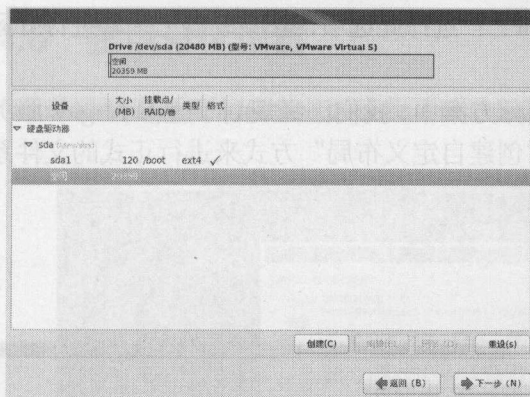 Drive /dev/sda (20480 MB) (型号: VMware, VMware Virtual S)
空闲
20359 MB
设备 大小 (MB) 挂载点/ RAID/卷 类型 格式
硬盘驱动器
sda
sda1 120 /boot ext4 ✓
空闲
创建(C) 重设(s)
返回 (B) 下一步 (N)